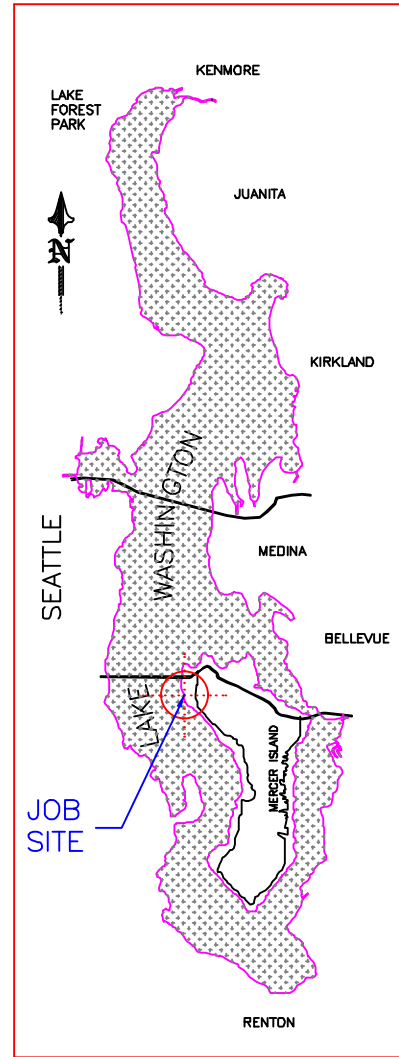 KENMORE
LAKE
FOREST
PARK
JUANITA
N
KIRKLAND
WASHINGTON
SEATTLE
MEDINA
BELLEVUE
LAKE
MERCER ISLAND
JOB
SITE
RENTON